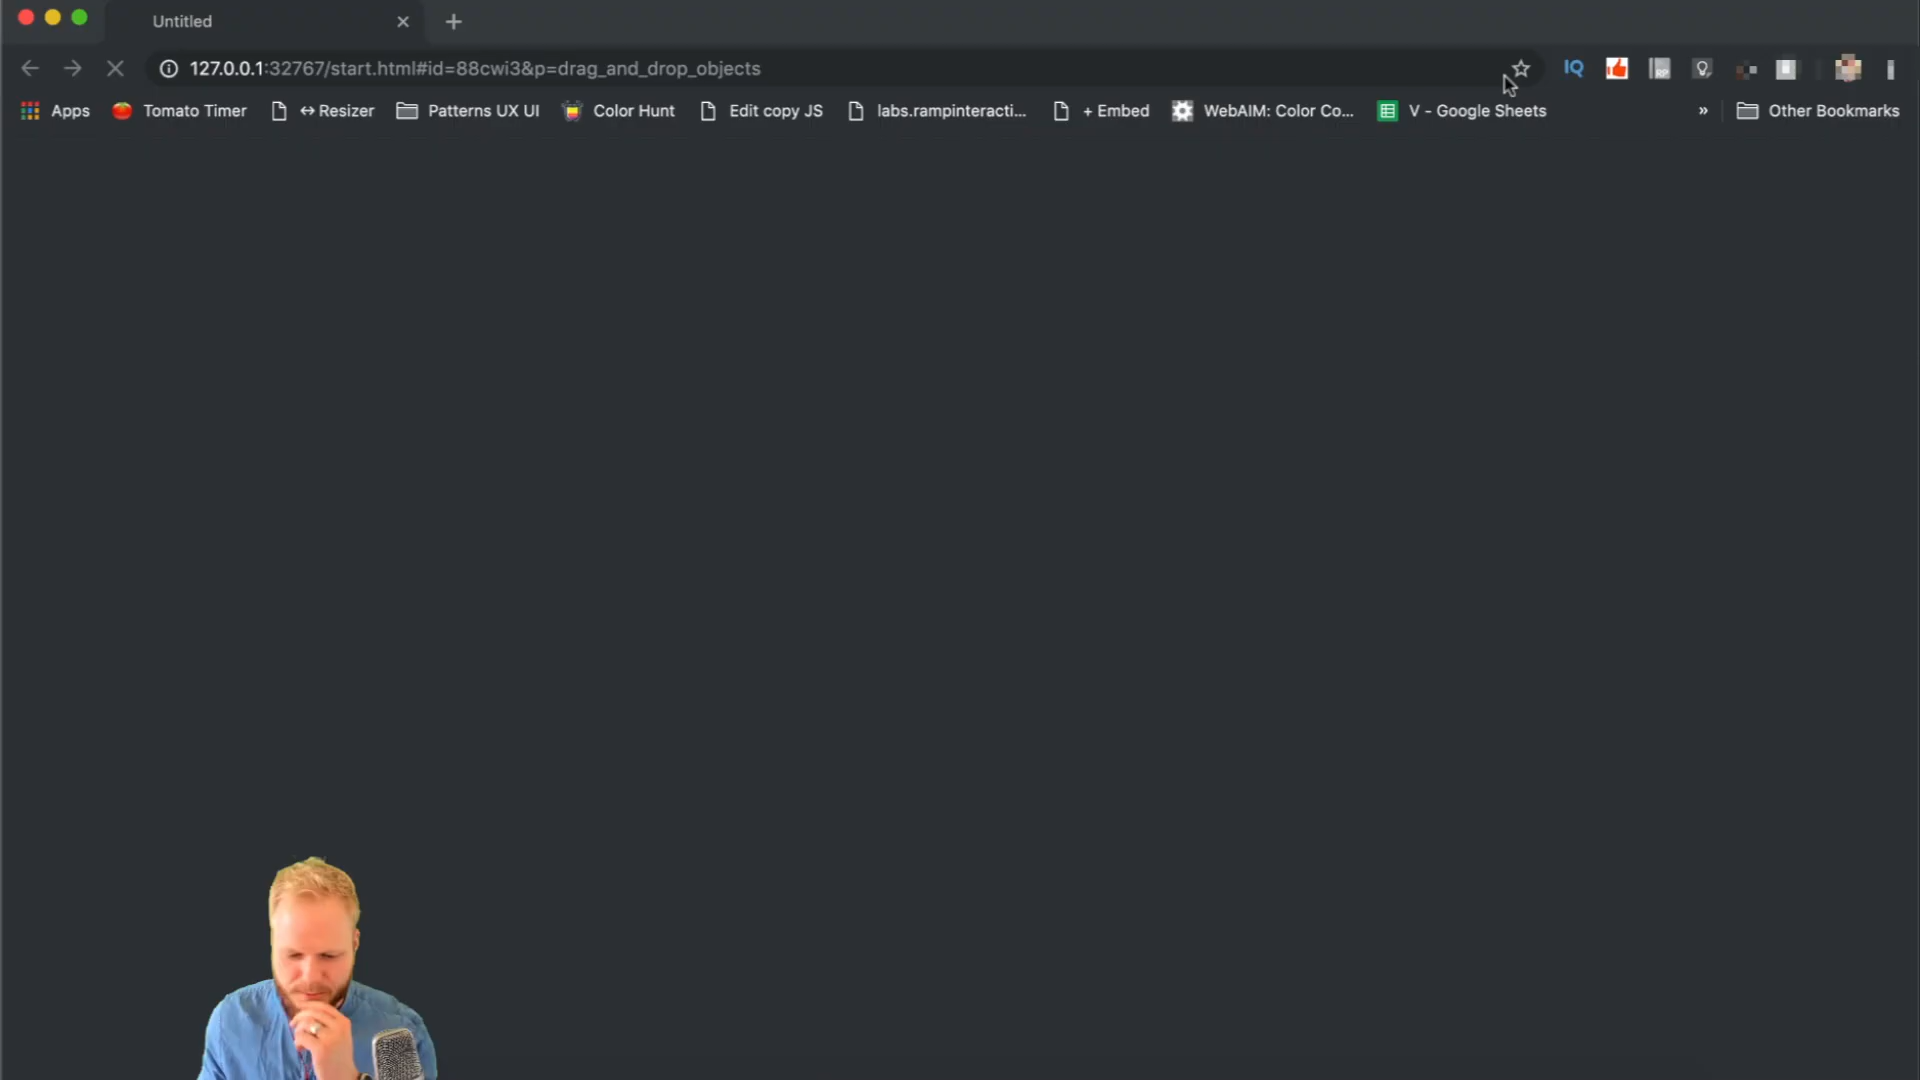 Untitled
127.0.0.1:32767/start.html#id=88cwi3&p=drag_and_drop_objects
IQ
RP
Apps
Tomato Timer
↔ Resizer
Patterns UX UI
Color Hunt
Edit copy JS
labs.rampinteracti...
+ Embed
WebAIM: Color Co...
V - Google Sheets
»
Other Bookmarks